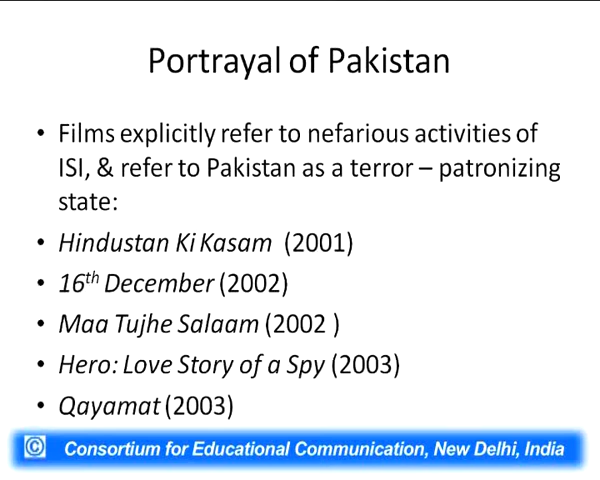 Portrayal of Pakistan
• Films explicitly refer to nefarious activities of
ISI, & refer to Pakistan as a terror – patronizing
state:
• Hindustan Ki Kasam (2001)
• 16th December (2002)
• Maa Tujhe Salaam (2002 )
• Hero: Love Story of a Spy (2003)
• Qayamat (2003)
© Consortium for Educational Communication, New Delhi, India